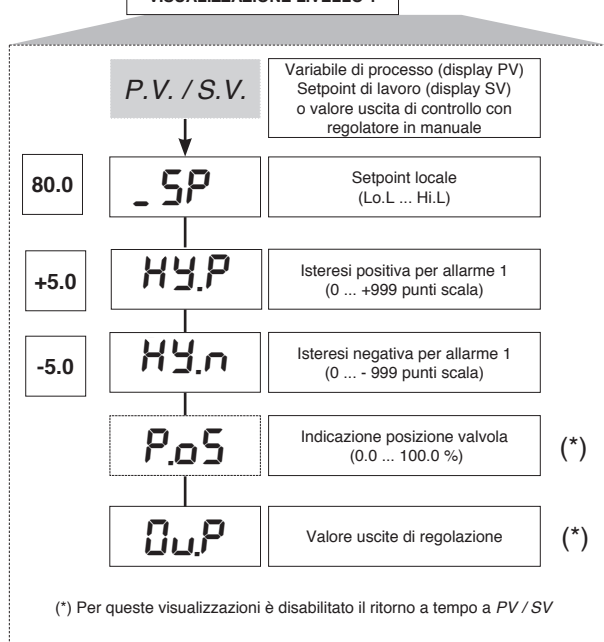 VISUALIZZAZIONE LIVELLO 1
P.V. / S.V.
Variabile di processo (display PV)
Setpoint di lavoro (display SV)
o valore uscita di controllo con
regolatore in manuale
80.0
_SP
Setpoint locale
(Lo.L ... Hi.L)
+5.0
HY.P
Isteresi positiva per allarme 1
(0 ... +999 punti scala)
-5.0
HY.n
Isteresi negativa per allarme 1
(0 ... - 999 punti scala)
P.oS
Indicazione posizione valvola
(0.0 ... 100.0 %)
(*)
Ou.P
Valore uscite di regolazione
(*)
(*) Per queste visualizzazioni è disabilitato il ritorno a tempo a PV / SV